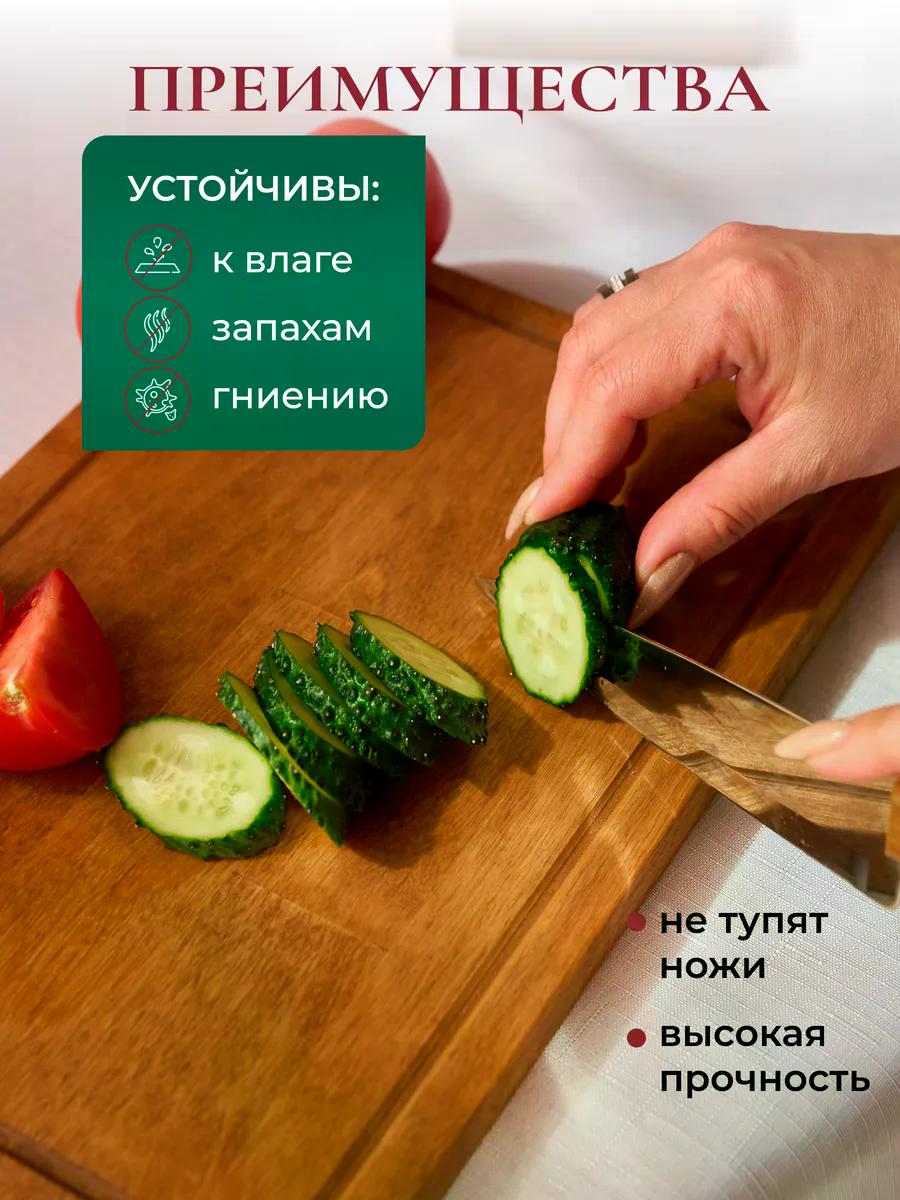 ПРЕИМУЩЕСТВА
УСТОЙЧИВЫ:
к влаге
запахам
гниению
не тупят
ножи
высокая
прочность